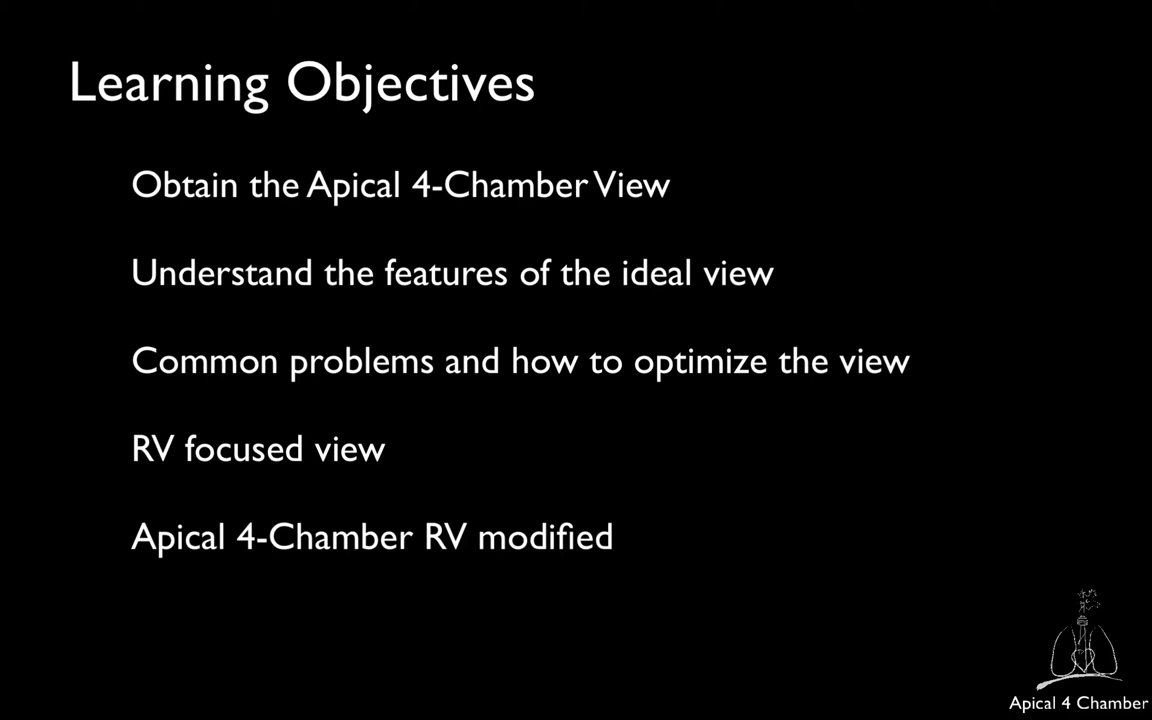 Learning Objectives
Obtain the Apical 4-Chamber View
Understand the features of the ideal view
Common problems and how to optimize the view
RV focused view
Apical 4-Chamber RV modified
Apical 4 Chamber